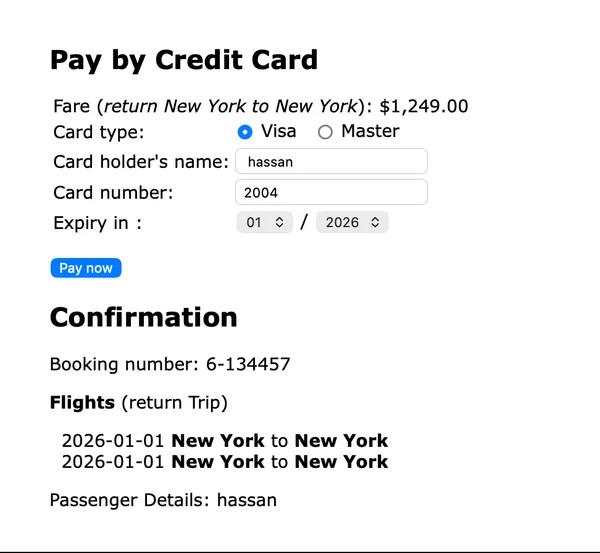 Pay by Credit Card
Fare (return New York to New York): $1,249.00
Card type: Visa Master
Card holder's name: hassan
Card number: 2004
Expiry in : 01 / 2026
Pay now
Confirmation
Booking number: 6-134457
Flights (return Trip)
2026-01-01 New York to New York
2026-01-01 New York to New York
Passenger Details: hassan